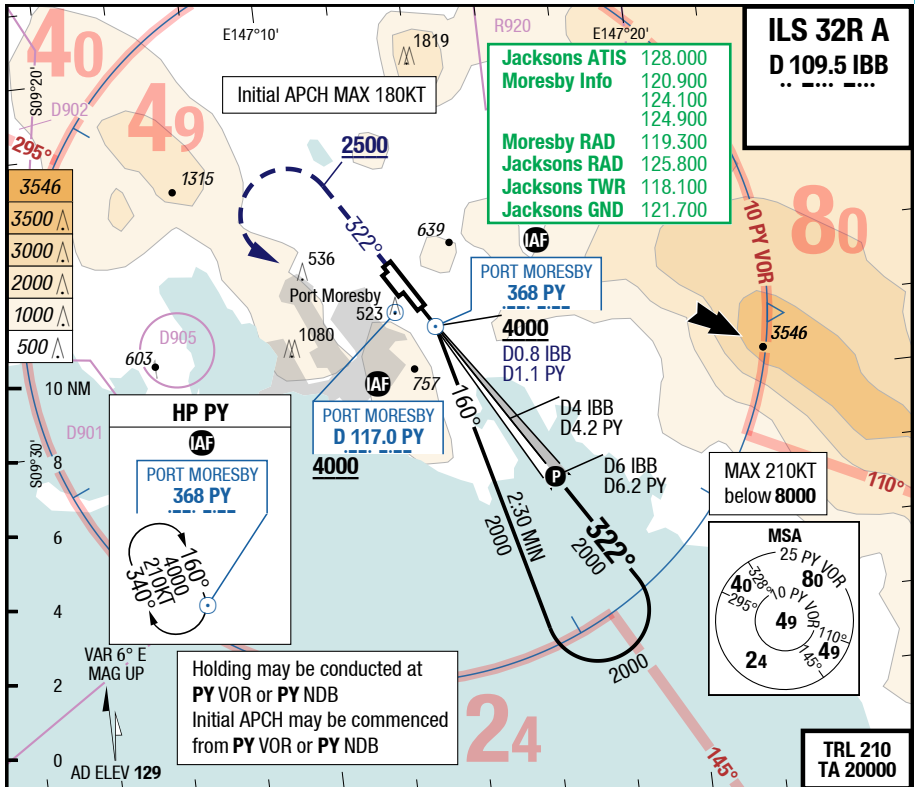 ILS 32R A
D 109.5 IBB
E147°10'
E147°20'
R920
1819
40
S09°20'
D902
49
295°
Initial APCH MAX 180KT
Jacksons ATIS 128.000
Moresby Info 120.900
124.100
124.900
Moresby RAD 119.300
Jacksons RAD 125.800
Jacksons TWR 118.100
Jacksons GND 121.700
2500
1315
3546
3500
3000
2000
1000
500
322°
639
IAF
80
10 PY VOR
536
PORT MORESBY
368 PY
Port Moresby
523
4000
D0.8 IBB
D1.1 PY
3546
1080
D905
603
757
IAF
10 NM
PORT MORESBY
D 117.0 PY
4000
160°
D4 IBB
D4.2 PY
HP PY
IAF
PORT MORESBY
368 PY
D901
S09°30'
8
P
D6 IBB
D6.2 PY
MAX 210KT
below 8000
110°
2:30 MIN
2000
322°
2000
6
160°
4000
210KT
340°
MSA
25 PY VOR
40
328°
80
295°
10 PY VOR
49
110°
49
145°
24
4
2000
VAR 6° E
MAG UP
2
Holding may be conducted at
PY VOR or PY NDB
Initial APCH may be commenced
from PY VOR or PY NDB
24
145°
0
AD ELEV 129
TRL 210
TA 20000